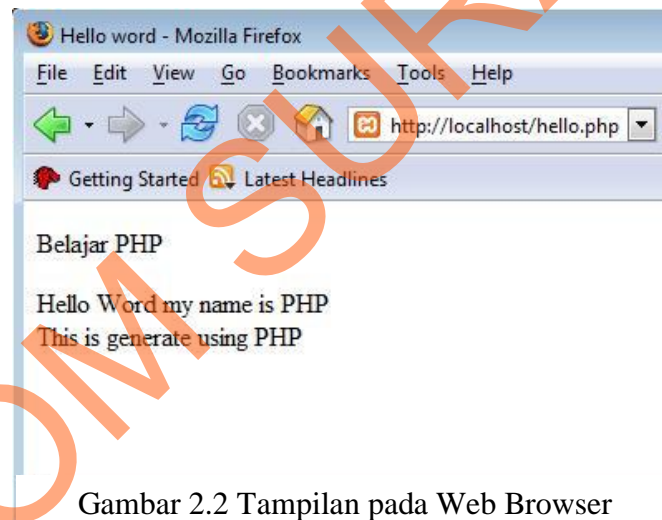 Hello word - Mozilla Firefox
File Edit View Go Bookmarks Tools Help
http://localhost/hello.php
Getting Started Latest Headlines
Belajar PHP
Hello Word my name is PHP
This is generate using PHP
Gambar 2.2 Tampilan pada Web Browser
OM SURA